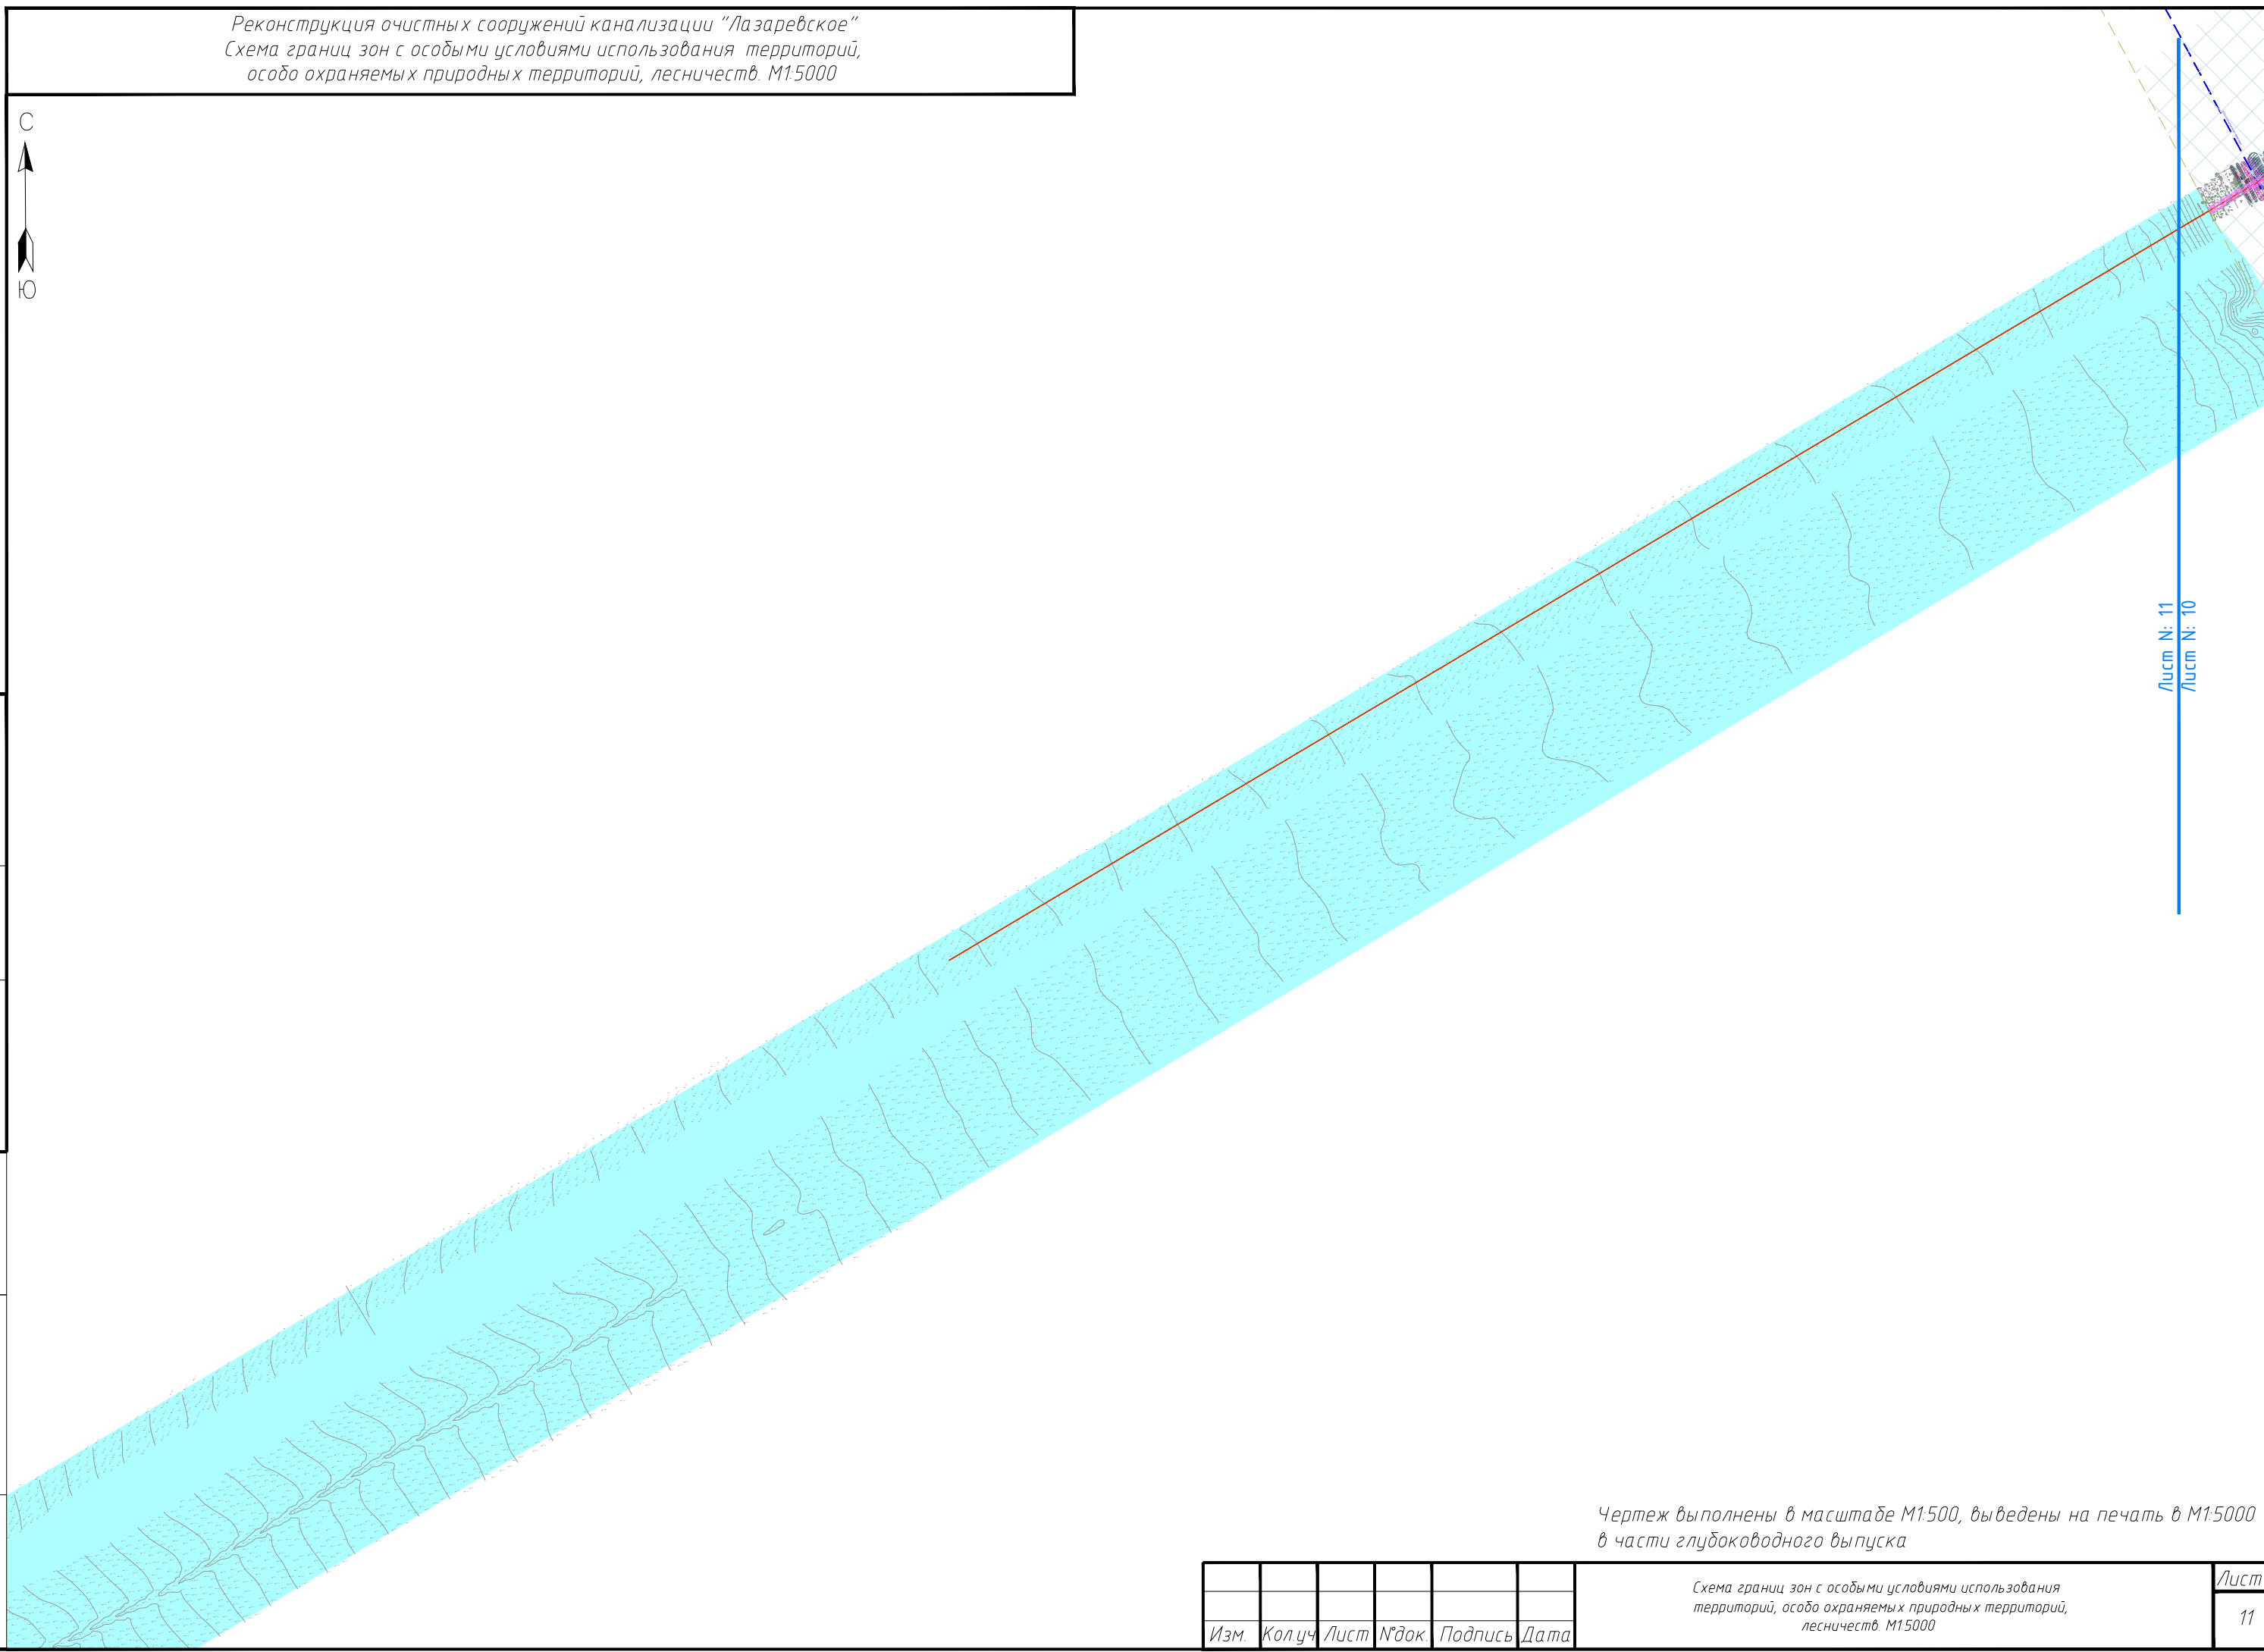 Реконструкция очистных сооружений канализации "Лазаревское"
Схема границ зон с особыми условиями использования территорий,
особо охраняемых природных территорий, лесничеств. М1:5000
С
Ю
Лист N: 11
Лист N: 10
Чертеж выполнены в масштабе М1:500, выведены на печать в М1:5000
в части глубоководного выпуска
Схема границ зон с особыми условиями использования
территорий, особо охраняемых природных территорий,
лесничеств. М1:5000
Лист
11
Изм. Кол.уч Лист №док. Подпись Дата